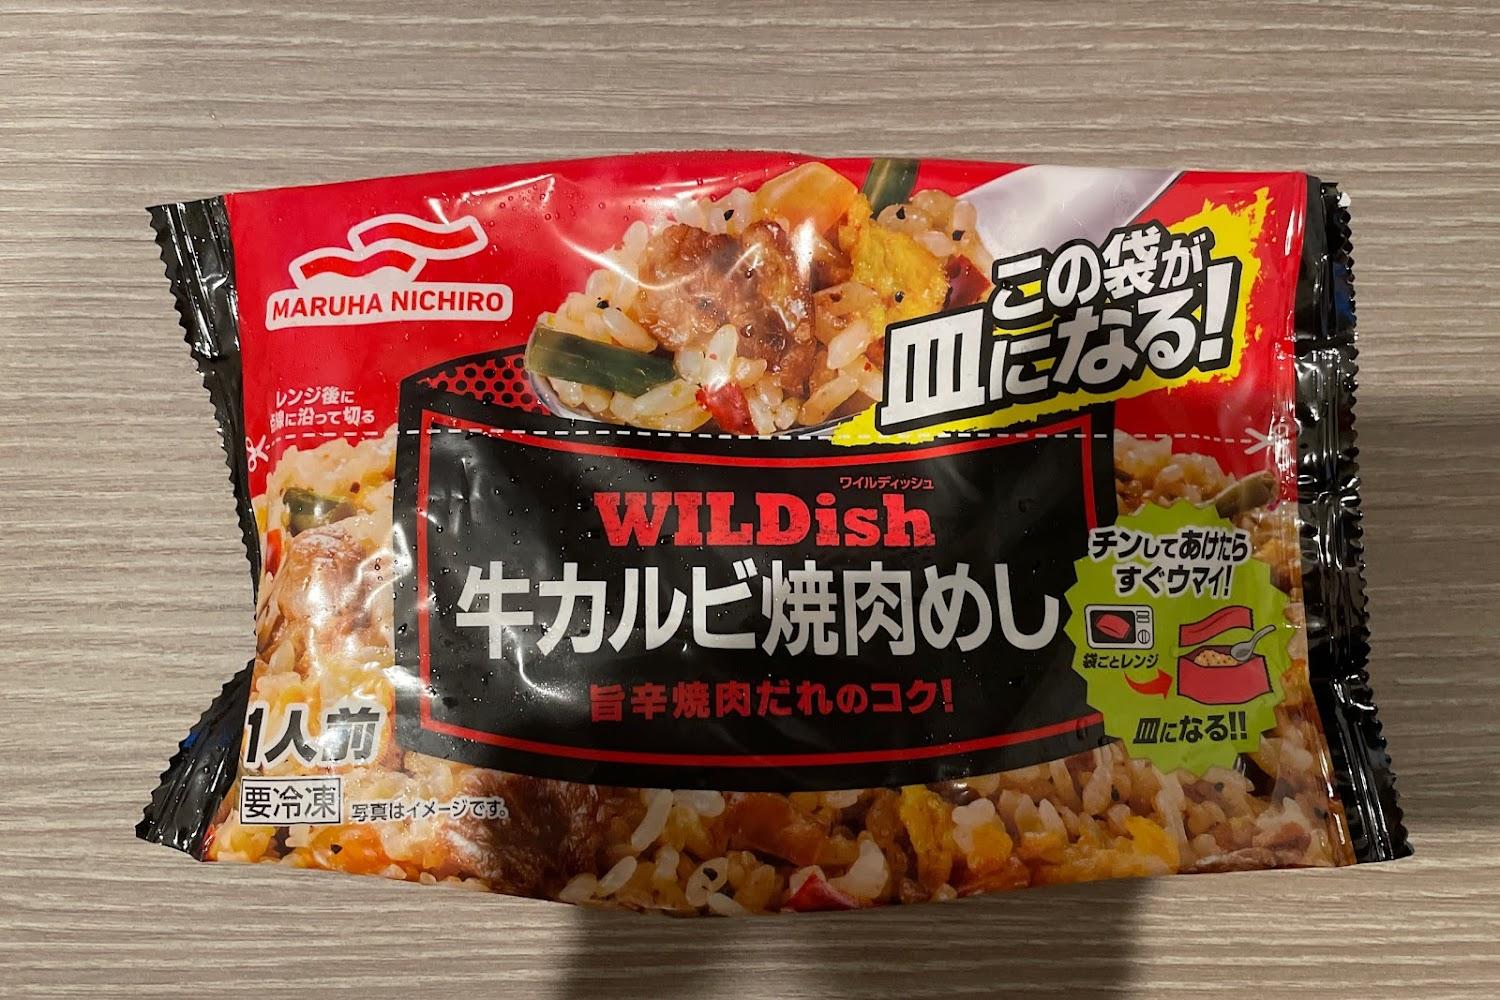 MARUHA NICHIRO
この袋が
皿になる!
レンジ後に
点線に沿って切る
ワイルディッシュ
WILDish
牛カルビ焼肉めし
旨辛焼肉だれのコク!
チンしてあけたら
すぐウマイ!
袋ごとレンジ
皿になる!!
1人前
要冷凍
写真はイメージです。